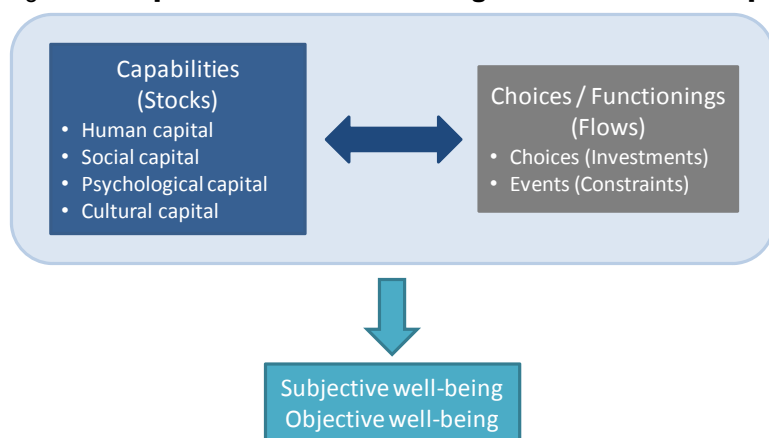 Capabilities
(Stocks)
• Human capital
• Social capital
• Psychological capital
• Cultural capital
Choices / Functionings
(Flows)
• Choices (Investments)
• Events (Constraints)
Subjective well-being
Objective well-being